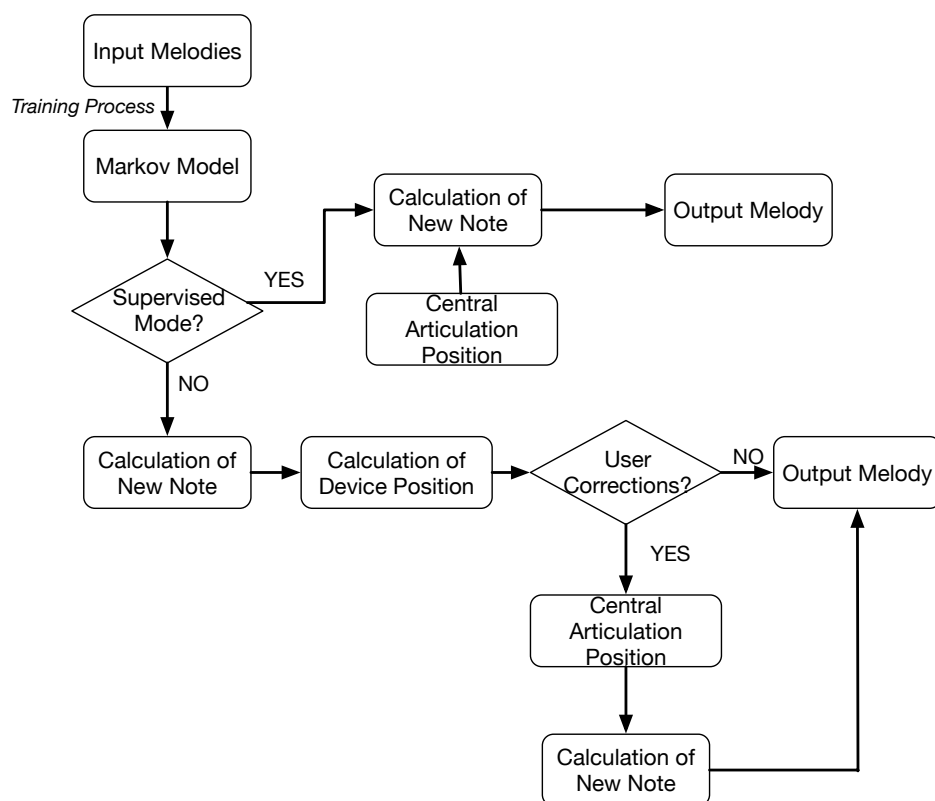 Input Melodies
Training Process
Markov Model
Calculation of
New Note
Output Melody
YES
Supervised
Mode?
Central
Articulation
Position
NO
Calculation of
New Note
Calculation of
Device Position
User
Corrections?
NO
Output Melody
YES
Central
Articulation
Position
Calculation of
New Note